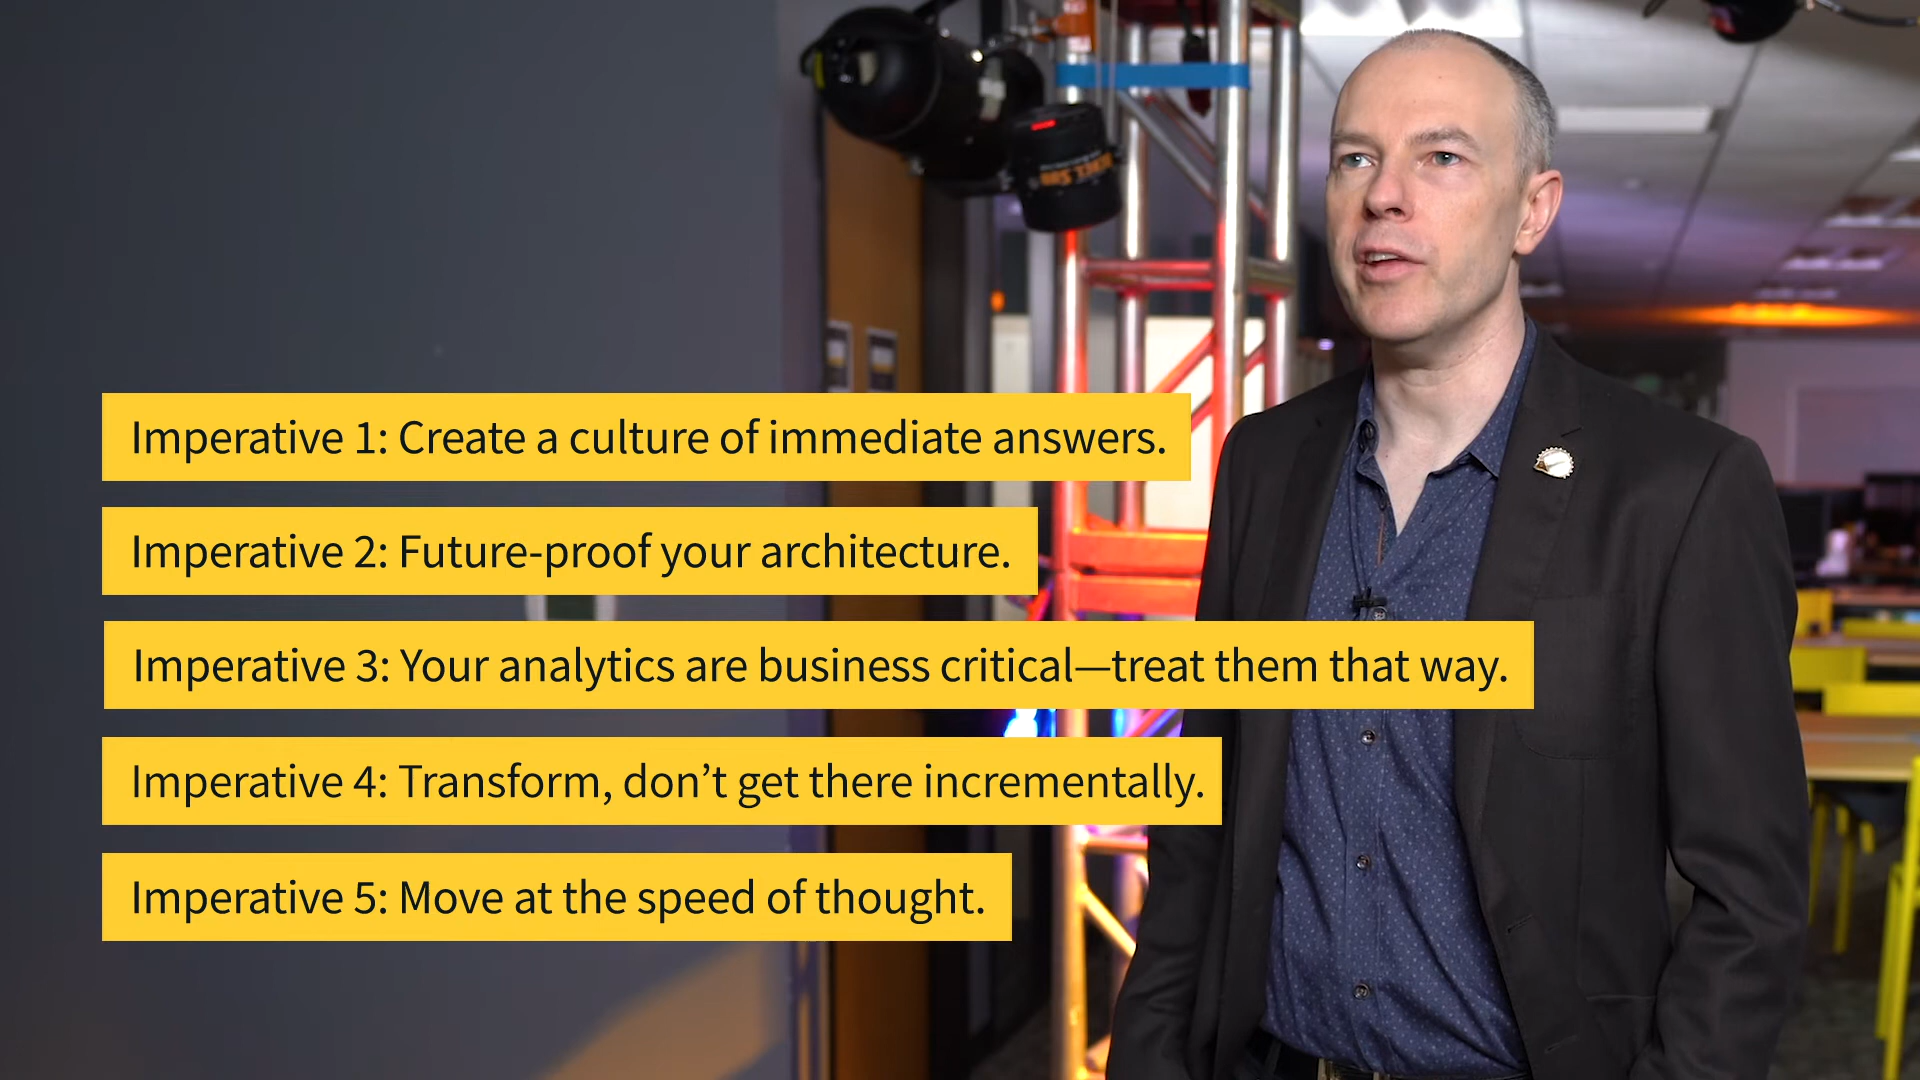 Imperative 1: Create a culture of immediate answers.
Imperative 2: Future-proof your architecture.
Imperative 3: Your analytics are business critical—treat them that way.
Imperative 4: Transform, don’t get there incrementally.
Imperative 5: Move at the speed of thought.